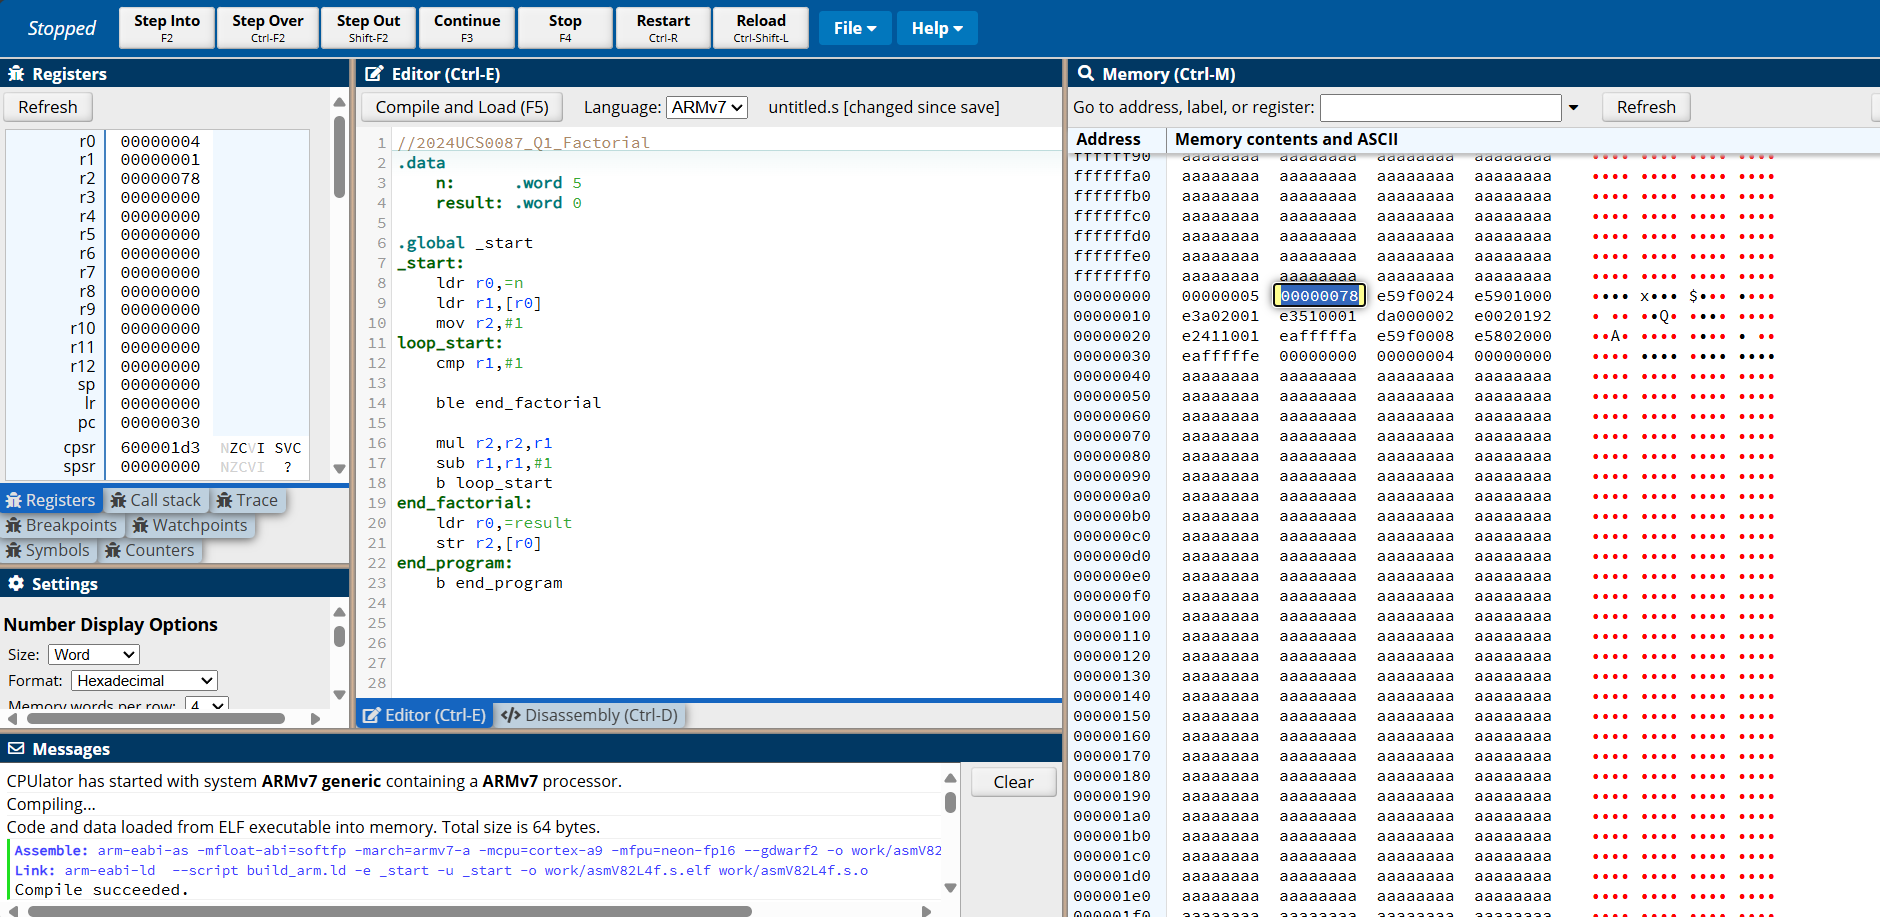 Stopped
Step Into
F2
Step Over
Ctrl-F2
Step Out
Shift-F2
Continue
F3
Stop
F4
Restart
Ctrl-R
Reload
Ctrl-Shift-L
File
Help
Registers
Refresh
r0 00000004
r1 00000001
r2 00000078
r3 00000000
r4 00000000
r5 00000000
r6 00000000
r7 00000000
r8 00000000
r9 00000000
r10 00000000
r11 00000000
r12 00000000
sp 00000000
lr 00000000
pc 00000030
cpsr 600001d3 NZCVI SVC
spsr 00000000 NZCVI ?
Registers
Call stack
Trace
Breakpoints
Watchpoints
Symbols
Counters
Settings
Number Display Options
Size: Word
Format: Hexadecimal
Memory words per row: 4
Editor (Ctrl-E)
Compile and Load (F5) Language: ARMv7 untitled.s [changed since save]
1 //2024UCS0087_Q1_Factorial
2 .data
3 n: .word 5
4 result: .word 0
5
6 .global _start
7 _start:
8 ldr r0,=n
9 ldr r1,[r0]
10 mov r2,#1
11 loop_start:
12 cmp r1,#1
13
14 ble end_factorial
15
16 mul r2,r2,r1
17 sub r1,r1,#1
18 b loop_start
19 end_factorial:
20 ldr r0,=result
21 str r2,[r0]
22 end_program:
23 b end_program
24
25
26
27
28
Editor (Ctrl-E)
Disassembly (Ctrl-D)
Messages
CPUlator has started with system ARMv7 generic containing a ARMv7 processor.
Compiling...
Code and data loaded from ELF executable into memory. Total size is 64 bytes.
Assemble: arm-eabi-as -mfloat-abi=softfp -march=armv7-a -mcpu=cortex-a9 -mfpu=neon-fp16 --gdwarf2 -o work/asmV82
Link: arm-eabi-ld --script build_arm.ld -e _start -u _start -o work/asmV82L4f.s.elf work/asmV82L4f.s.o
Compile succeeded.
Clear
Memory (Ctrl-M)
Go to address, label, or register:
Refresh
Address Memory contents and ASCII
ffffff90 aaaaaaaa aaaaaaaa aaaaaaaa aaaaaaaa •••• •••• •••• ••••
ffffffa0 aaaaaaaa aaaaaaaa aaaaaaaa aaaaaaaa •••• •••• •••• ••••
ffffffb0 aaaaaaaa aaaaaaaa aaaaaaaa aaaaaaaa •••• •••• •••• ••••
ffffffc0 aaaaaaaa aaaaaaaa aaaaaaaa aaaaaaaa •••• •••• •••• ••••
ffffffd0 aaaaaaaa aaaaaaaa aaaaaaaa aaaaaaaa •••• •••• •••• ••••
ffffffe0 aaaaaaaa aaaaaaaa aaaaaaaa aaaaaaaa •••• •••• •••• ••••
fffffff0 aaaaaaaa aaaaaaaa aaaaaaaa aaaaaaaa •••• •••• •••• ••••
00000000 00000005 00000078 e59f0024 e5901000 •••• x••• $••• ••••
00000010 e3a02001 e3510001 da000002 e0020192 • •• ••Q• •••• ••••
00000020 e2411001 eafffffa e59f0008 e5802000 ••A• •••• •••• • ••
00000030 eafffffe 00000000 00000004 00000000 •••• •••• •••• ••••
00000040 aaaaaaaa aaaaaaaa aaaaaaaa aaaaaaaa •••• •••• •••• ••••
00000050 aaaaaaaa aaaaaaaa aaaaaaaa aaaaaaaa •••• •••• •••• ••••
00000060 aaaaaaaa aaaaaaaa aaaaaaaa aaaaaaaa •••• •••• •••• ••••
00000070 aaaaaaaa aaaaaaaa aaaaaaaa aaaaaaaa •••• •••• •••• ••••
00000080 aaaaaaaa aaaaaaaa aaaaaaaa aaaaaaaa •••• •••• •••• ••••
00000090 aaaaaaaa aaaaaaaa aaaaaaaa aaaaaaaa •••• •••• •••• ••••
000000a0 aaaaaaaa aaaaaaaa aaaaaaaa aaaaaaaa •••• •••• •••• ••••
000000b0 aaaaaaaa aaaaaaaa aaaaaaaa aaaaaaaa •••• •••• •••• ••••
000000c0 aaaaaaaa aaaaaaaa aaaaaaaa aaaaaaaa •••• •••• •••• ••••
000000d0 aaaaaaaa aaaaaaaa aaaaaaaa aaaaaaaa •••• •••• •••• ••••
000000e0 aaaaaaaa aaaaaaaa aaaaaaaa aaaaaaaa •••• •••• •••• ••••
000000f0 aaaaaaaa aaaaaaaa aaaaaaaa aaaaaaaa •••• •••• •••• ••••
00000100 aaaaaaaa aaaaaaaa aaaaaaaa aaaaaaaa •••• •••• •••• ••••
00000110 aaaaaaaa aaaaaaaa aaaaaaaa aaaaaaaa •••• •••• •••• ••••
00000120 aaaaaaaa aaaaaaaa aaaaaaaa aaaaaaaa •••• •••• •••• ••••
00000130 aaaaaaaa aaaaaaaa aaaaaaaa aaaaaaaa •••• •••• •••• ••••
00000140 aaaaaaaa aaaaaaaa aaaaaaaa aaaaaaaa •••• •••• •••• ••••
00000150 aaaaaaaa aaaaaaaa aaaaaaaa aaaaaaaa •••• •••• •••• ••••
00000160 aaaaaaaa aaaaaaaa aaaaaaaa aaaaaaaa •••• •••• •••• ••••
00000170 aaaaaaaa aaaaaaaa aaaaaaaa aaaaaaaa •••• •••• •••• ••••
00000180 aaaaaaaa aaaaaaaa aaaaaaaa aaaaaaaa •••• •••• •••• ••••
00000190 aaaaaaaa aaaaaaaa aaaaaaaa aaaaaaaa •••• •••• •••• ••••
000001a0 aaaaaaaa aaaaaaaa aaaaaaaa aaaaaaaa •••• •••• •••• ••••
000001b0 aaaaaaaa aaaaaaaa aaaaaaaa aaaaaaaa •••• •••• •••• ••••
000001c0 aaaaaaaa aaaaaaaa aaaaaaaa aaaaaaaa •••• •••• •••• ••••
000001d0 aaaaaaaa aaaaaaaa aaaaaaaa aaaaaaaa •••• •••• •••• ••••
000001e0 aaaaaaaa aaaaaaaa aaaaaaaa aaaaaaaa •••• •••• •••• ••••
000001f0 aaaaaaaa aaaaaaaa aaaaaaaa aaaaaaaa •••• •••• •••• ••••